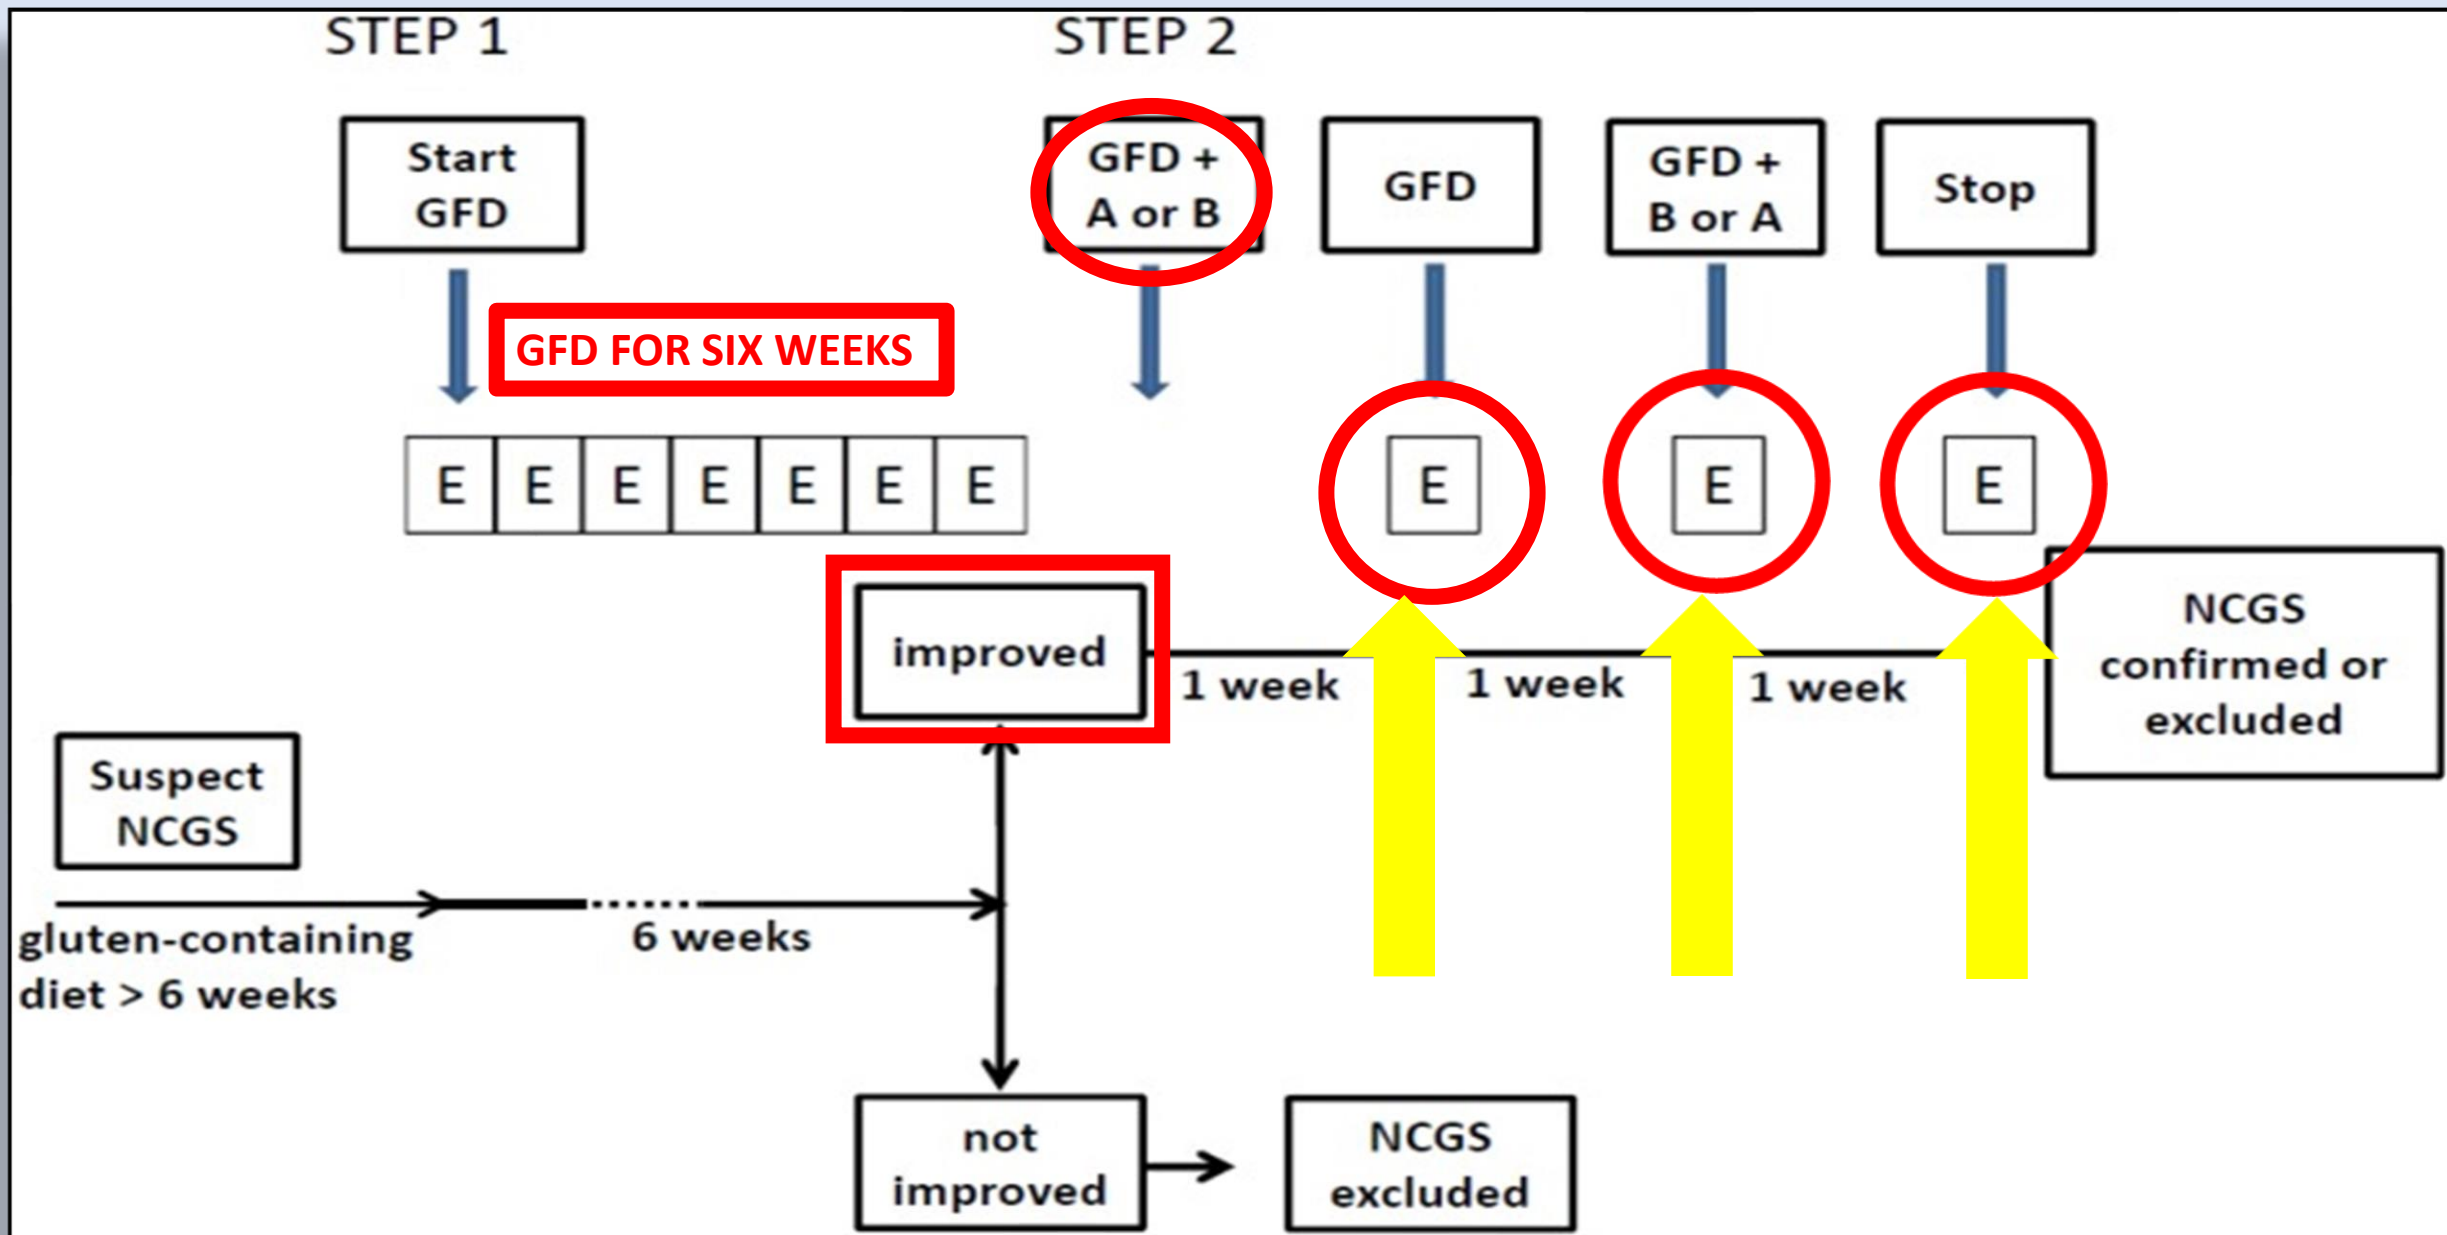 STEP 1
STEP 2
Start
GFD
GFD +
A or B
GFD
GFD +
B or A
Stop
GFD FOR SIX WEEKS
E E E E E E E
E
E
E
improved
1 week
1 week
1 week
NCGS
confirmed or
excluded
Suspect
NCGS
gluten-containing
diet > 6 weeks
6 weeks
not
improved
NCGS
excluded